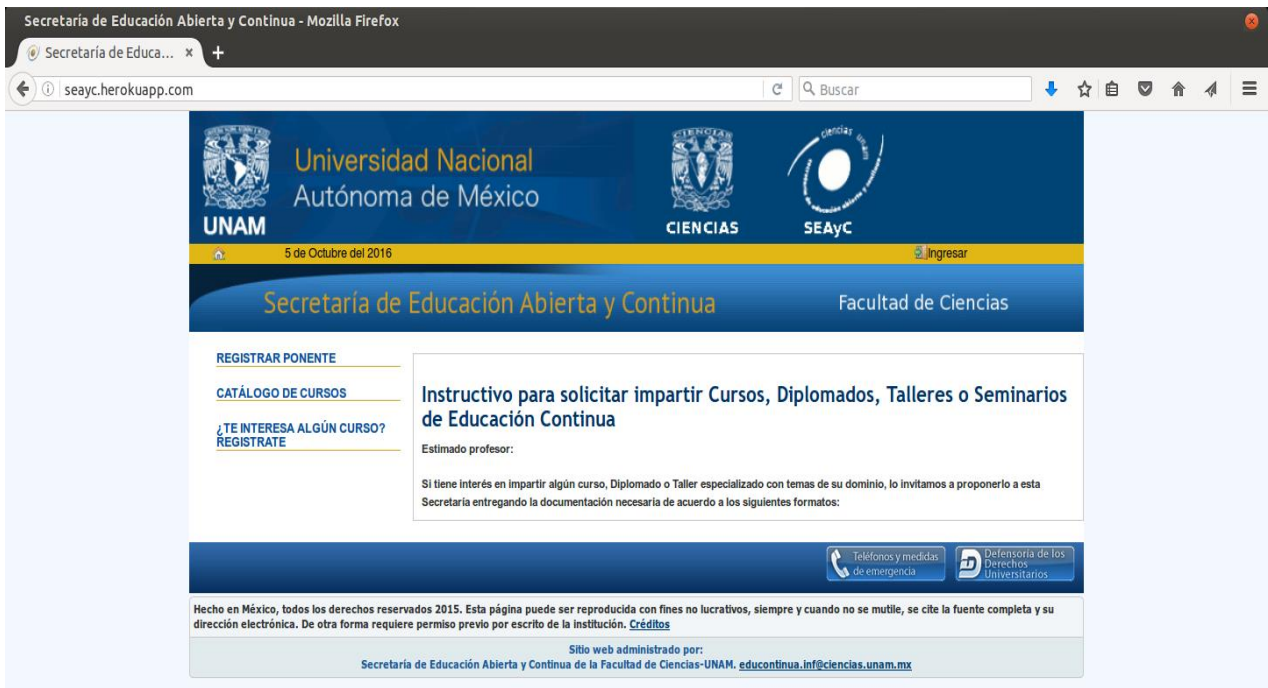 Secretaría de Educación Abierta y Continua - Mozilla Firefox
Secretaría de Educa...
seayc.herokuapp.com
Buscar
Universidad Nacional
Autónoma de México
UNAM
CIENCIAS
CIENCIAS
ciencias unam
SEAyC
5 de Octubre del 2016
Ingresar
Secretaría de Educación Abierta y Continua
Facultad de Ciencias
REGISTRAR PONENTE
CATÁLOGO DE CURSOS
¿TE INTERESA ALGÚN CURSO?
REGISTRATE
Instructivo para solicitar impartir Cursos, Diplomados, Talleres o Seminarios
de Educación Continua
Estimado profesor:
Si tiene interés en impartir algún curso, Diplomado o Taller especializado con temas de su dominio, lo invitamos a proponerlo a esta
Secretaría entregando la documentación necesaria de acuerdo a los siguientes formatos:
Teléfonos y medidas
de emergencia
Defensoría de los
Derechos
Universitarios
Hecho en México, todos los derechos reservados 2015. Esta página puede ser reproducida con fines no lucrativos, siempre y cuando no se mutile, se cite la fuente completa y su
dirección electrónica. De otra forma requiere permiso previo por escrito de la institución. Créditos
Sitio web administrado por:
Secretaría de Educación Abierta y Continua de la Facultad de Ciencias-UNAM. educontinua.inf@ciencias.unam.mx